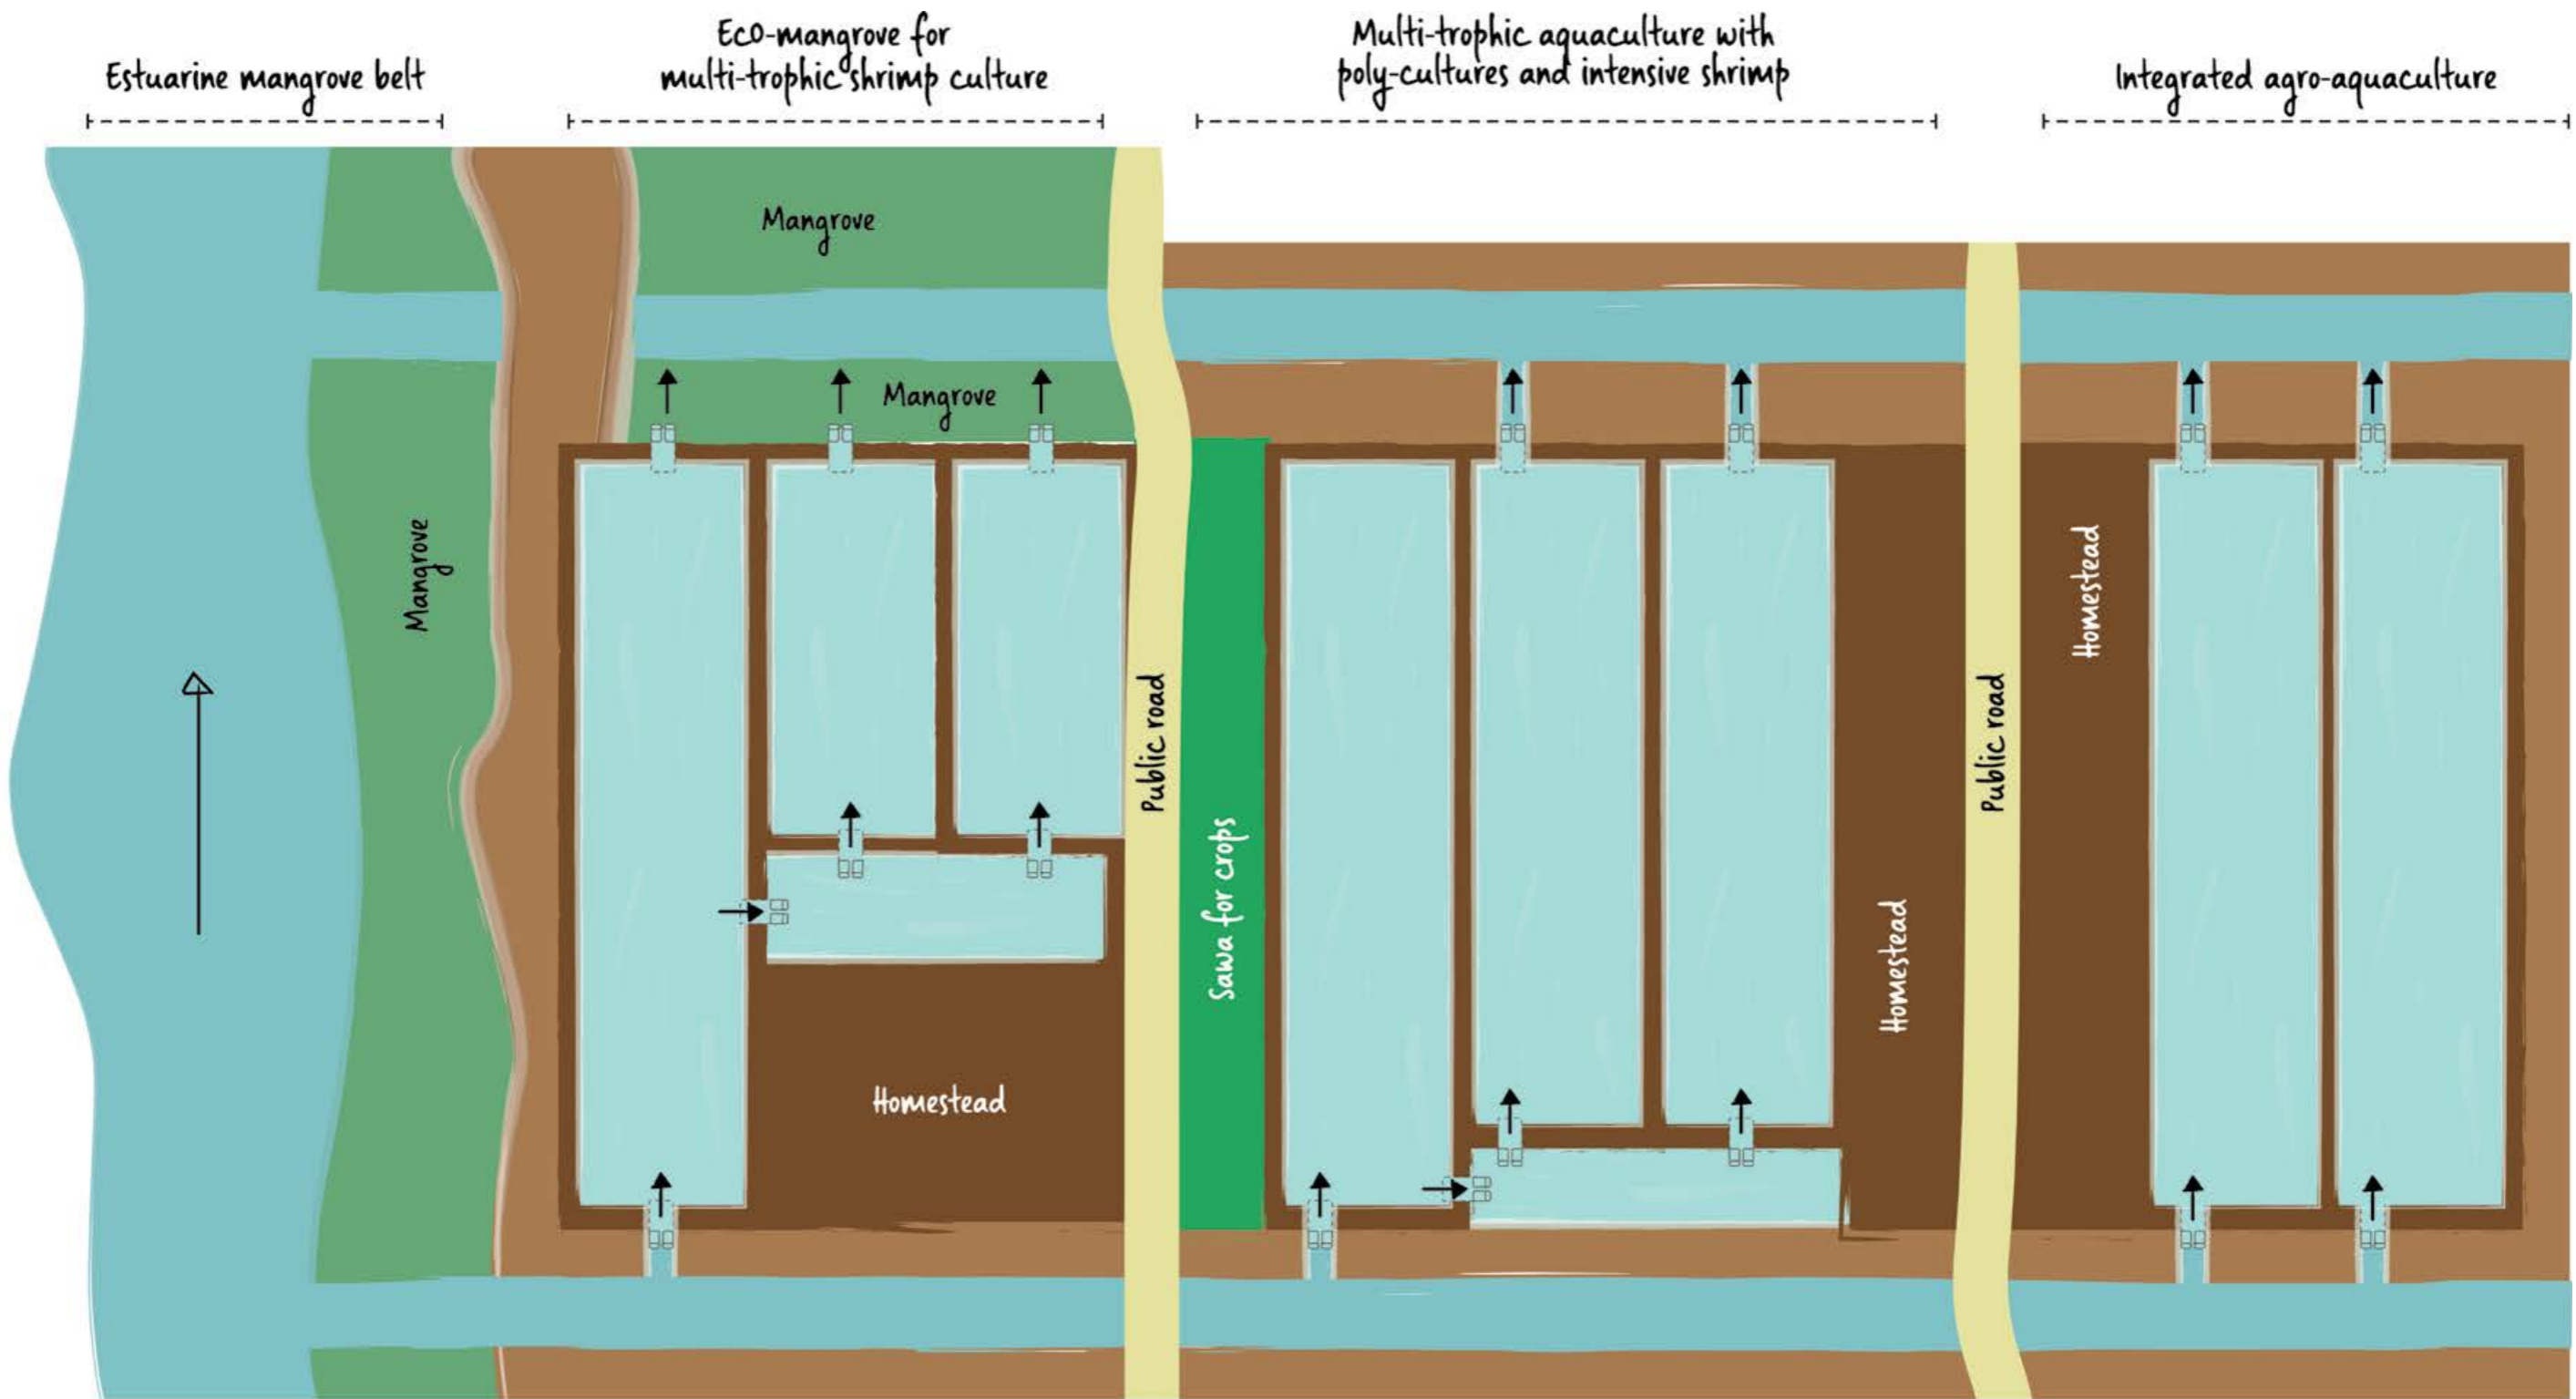 Estuarine mangrove belt
Eco-mangrove for
multi-trophic shrimp culture
Multi-trophic aquaculture with
poly-cultures and intensive shrimp
Integrated agro-aquaculture
Mangrove
Mangrove
Mangrove
Homestead
Public road
Sawa for crops
Homestead
Public road
Homestead